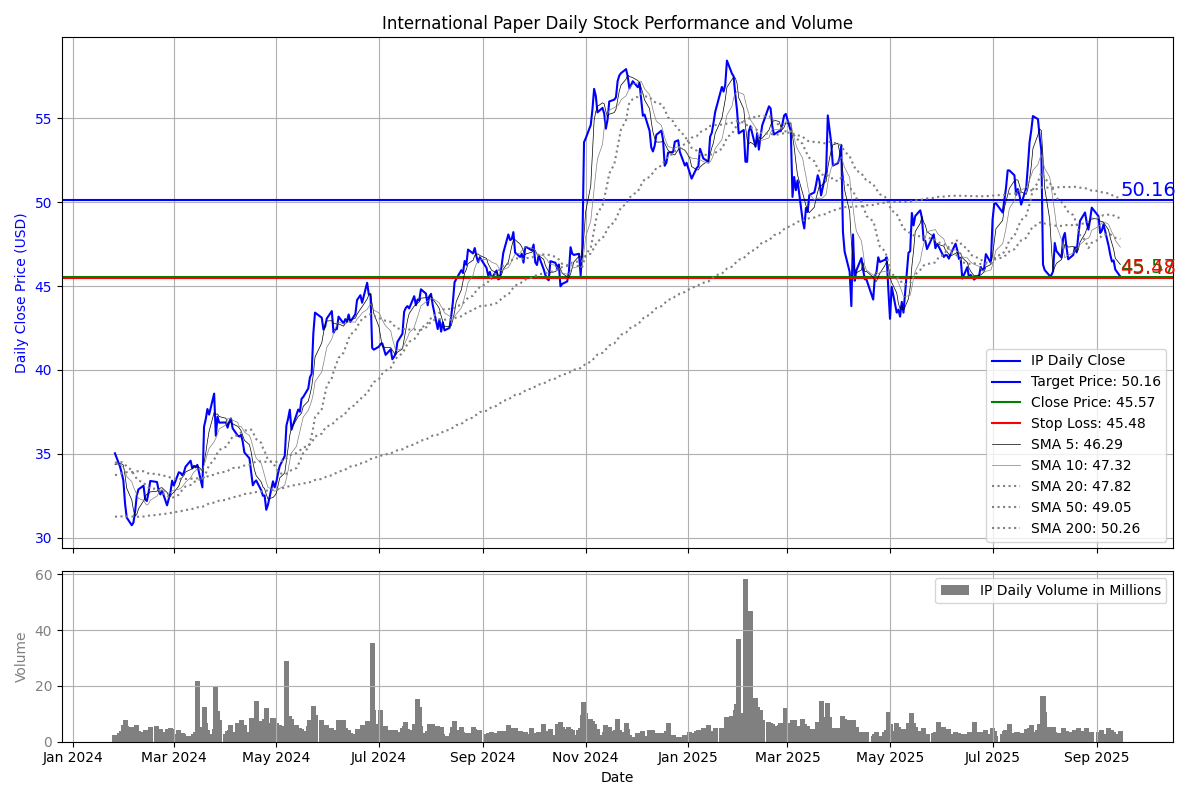 International Paper Daily Stock Performance and Volume
Daily Close Price (USD)
55
50
45
40
35
30
50.16
45.57
45.48
IP Daily Close
Target Price: 50.16
Close Price: 45.57
Stop Loss: 45.48
SMA 5: 46.29
SMA 10: 47.32
SMA 20: 47.82
SMA 50: 49.05
SMA 200: 50.26
Volume
60
40
20
0
IP Daily Volume in Millions
Jan 2024 Mar 2024 May 2024 Jul 2024 Sep 2024 Nov 2024 Jan 2025 Mar 2025 May 2025 Jul 2025 Sep 2025
Date